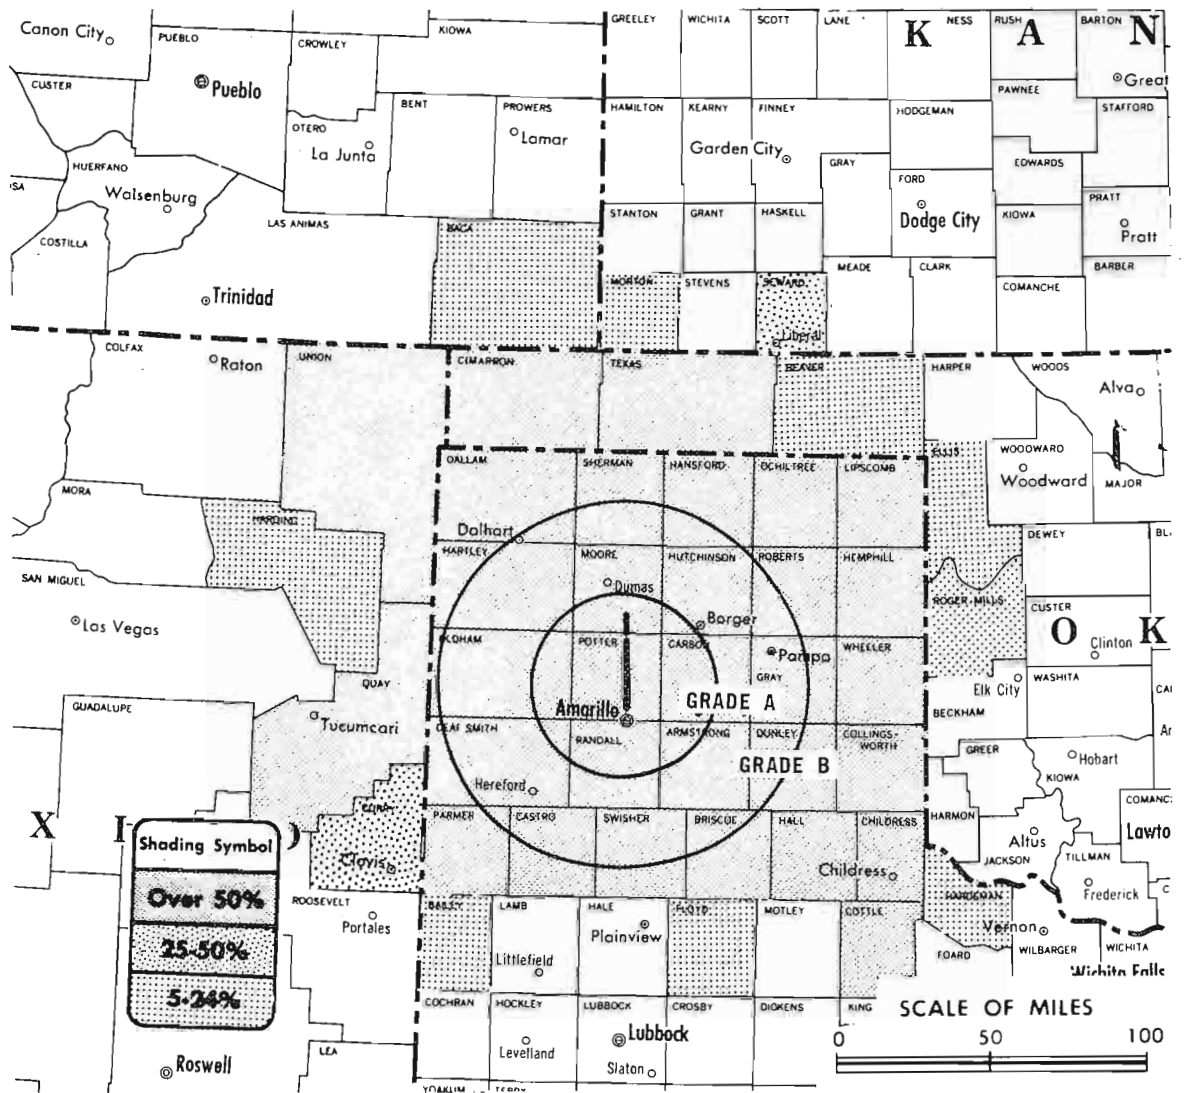 GREELEY WICHITA SCOTT LANE K NESS RUSH A BARTON N
Canon City PUEBLO CROWLEY KIOWA
CUSTER Pueblo Great
PAWNEE
BENT PROWERS HAMILTON KEARNY FINNEY HODGEMAN STAFFORD
OTERO Lamar
La Junta Garden City
HUERFANO GRAY EDWARDS
Walsenburg FORD PRATT
LAS ANIMAS STANTON GRANT HASKELL Dodge City KIOWA
BACA Pratt
COSTILLA MEADE CLARK BARBER
MORTON STEVENS SEWARD COMANCHE
Trinidad
Liberal
COLFAX UNION CIMARRON TEXAS BEAVER HARPER WOODS
Raton Alva
DALLAM SHERMAN HANSFORD OCHILTREE LIPSCOMB ELLIS WOODWARD
Woodward MAJOR
MORA
HARDING Dalhart DEWEY BL
HARTLEY MOORE HUTCHINSON ROBERTS HEMPHILL
SAN MIGUEL Dumas ROGER MILLS CUSTER
Las Vegas Borger O K
OLDHAM POTTER CARSON Pampa WHEELER Clinton
QUAY GRAY Elk City WASHITA CA
GUADALUPE Amarillo GRADE A BECKHAM
Tucumcari DEAF SMITH RANDALL ARMSTRONG DONLEY COLLINGS-
WORTH Ar
GREER
GRADE B Hobart
Hereford KIOWA
CURRY COMANC
X I PARMER CASTRO SWISHER BRISCOE HALL CHILDRESS HARMON
Shading Symbol Altus Lawto
Clovis Childress JACKSON TILLMAN
Over 50% ROOSEVELT HARDEMAN Frederick C
BAILEY LAMB HALE FLOYD MOTLEY COTTLE
Portales Plainview Vernon
25-50% WILBARGER WICHITA
Littlefield FOARD
5-24% Wichita Falls
COCHRAN HOCKLEY LUBBOCK CROSBY DICKENS KING SCALE OF MILES
Lubbock 0 50 100
LEA Levelland
Roswell Slaton
YOAKUM TERRY